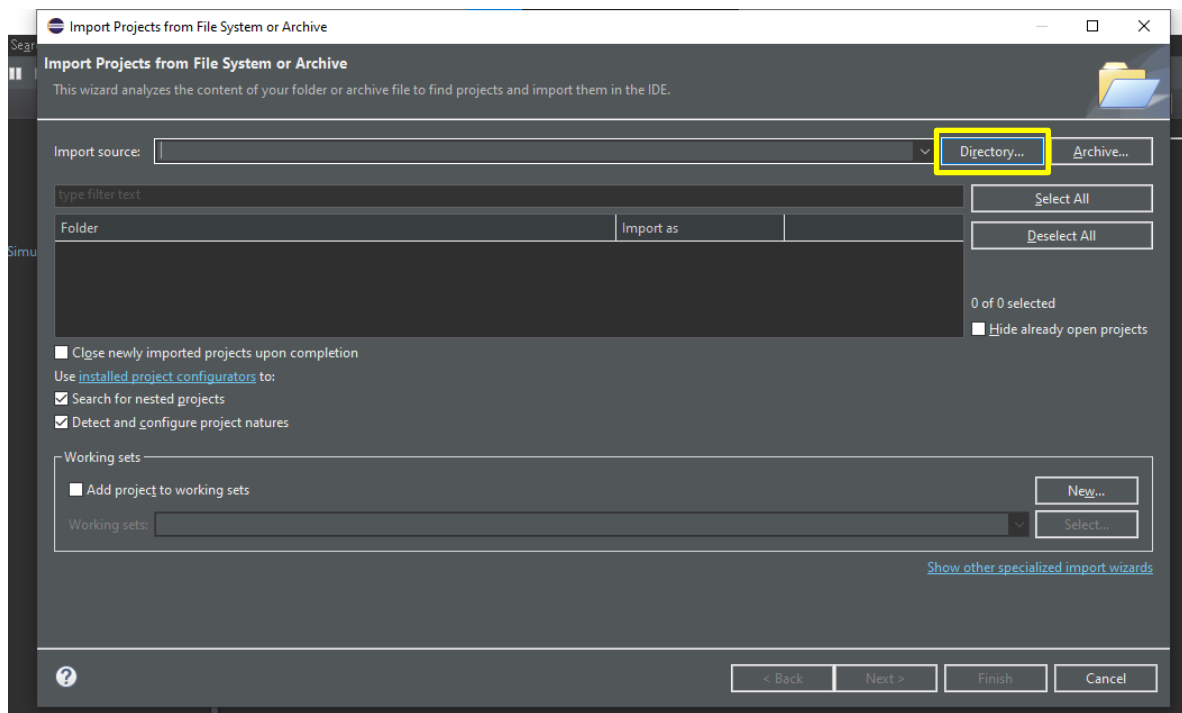 Import Projects from File System or Archive
Sear
Import Projects from File System or Archive
This wizard analyzes the content of your folder or archive file to find projects and import them in the IDE.
Import source: Directory... Archive...
type filter text
Select All
Folder Import as
Deselect All
Simu
0 of 0 selected
Hide already open projects
Close newly imported projects upon completion
Use installed project configurators to:
Search for nested projects
Detect and configure project natures
Working sets
Add project to working sets New...
Working sets: Select...
Show other specialized import wizards
? < Back Next > Finish Cancel